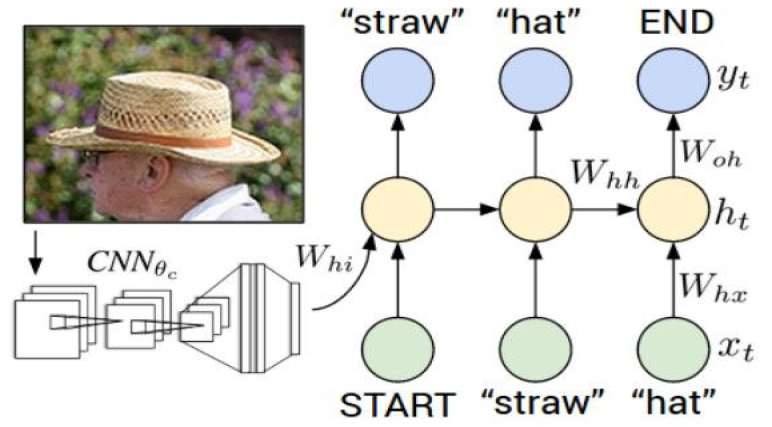 “straw” “hat” END
y_t
W_hh W_oh
h_t
CNN_θc W_hi
W_hx
x_t
START “straw” “hat”